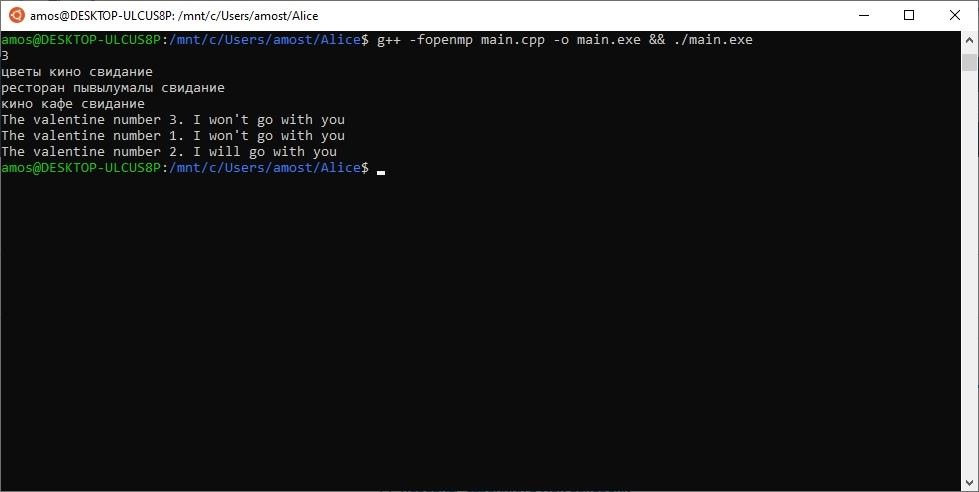 amos@DESKTOP-ULCUS8P: /mnt/c/Users/amost/Alice
amos@DESKTOP-ULCUS8P:/mnt/c/Users/amost/Alice$ g++ -fopenmp main.cpp -o main.exe && ./main.exe
3
цветы кино свидание
ресторан пывылумалы свидание
кино кафе свидание
The valentine number 3. I won't go with you
The valentine number 1. I won't go with you
The valentine number 2. I will go with you
amos@DESKTOP-ULCUS8P:/mnt/c/Users/amost/Alice$